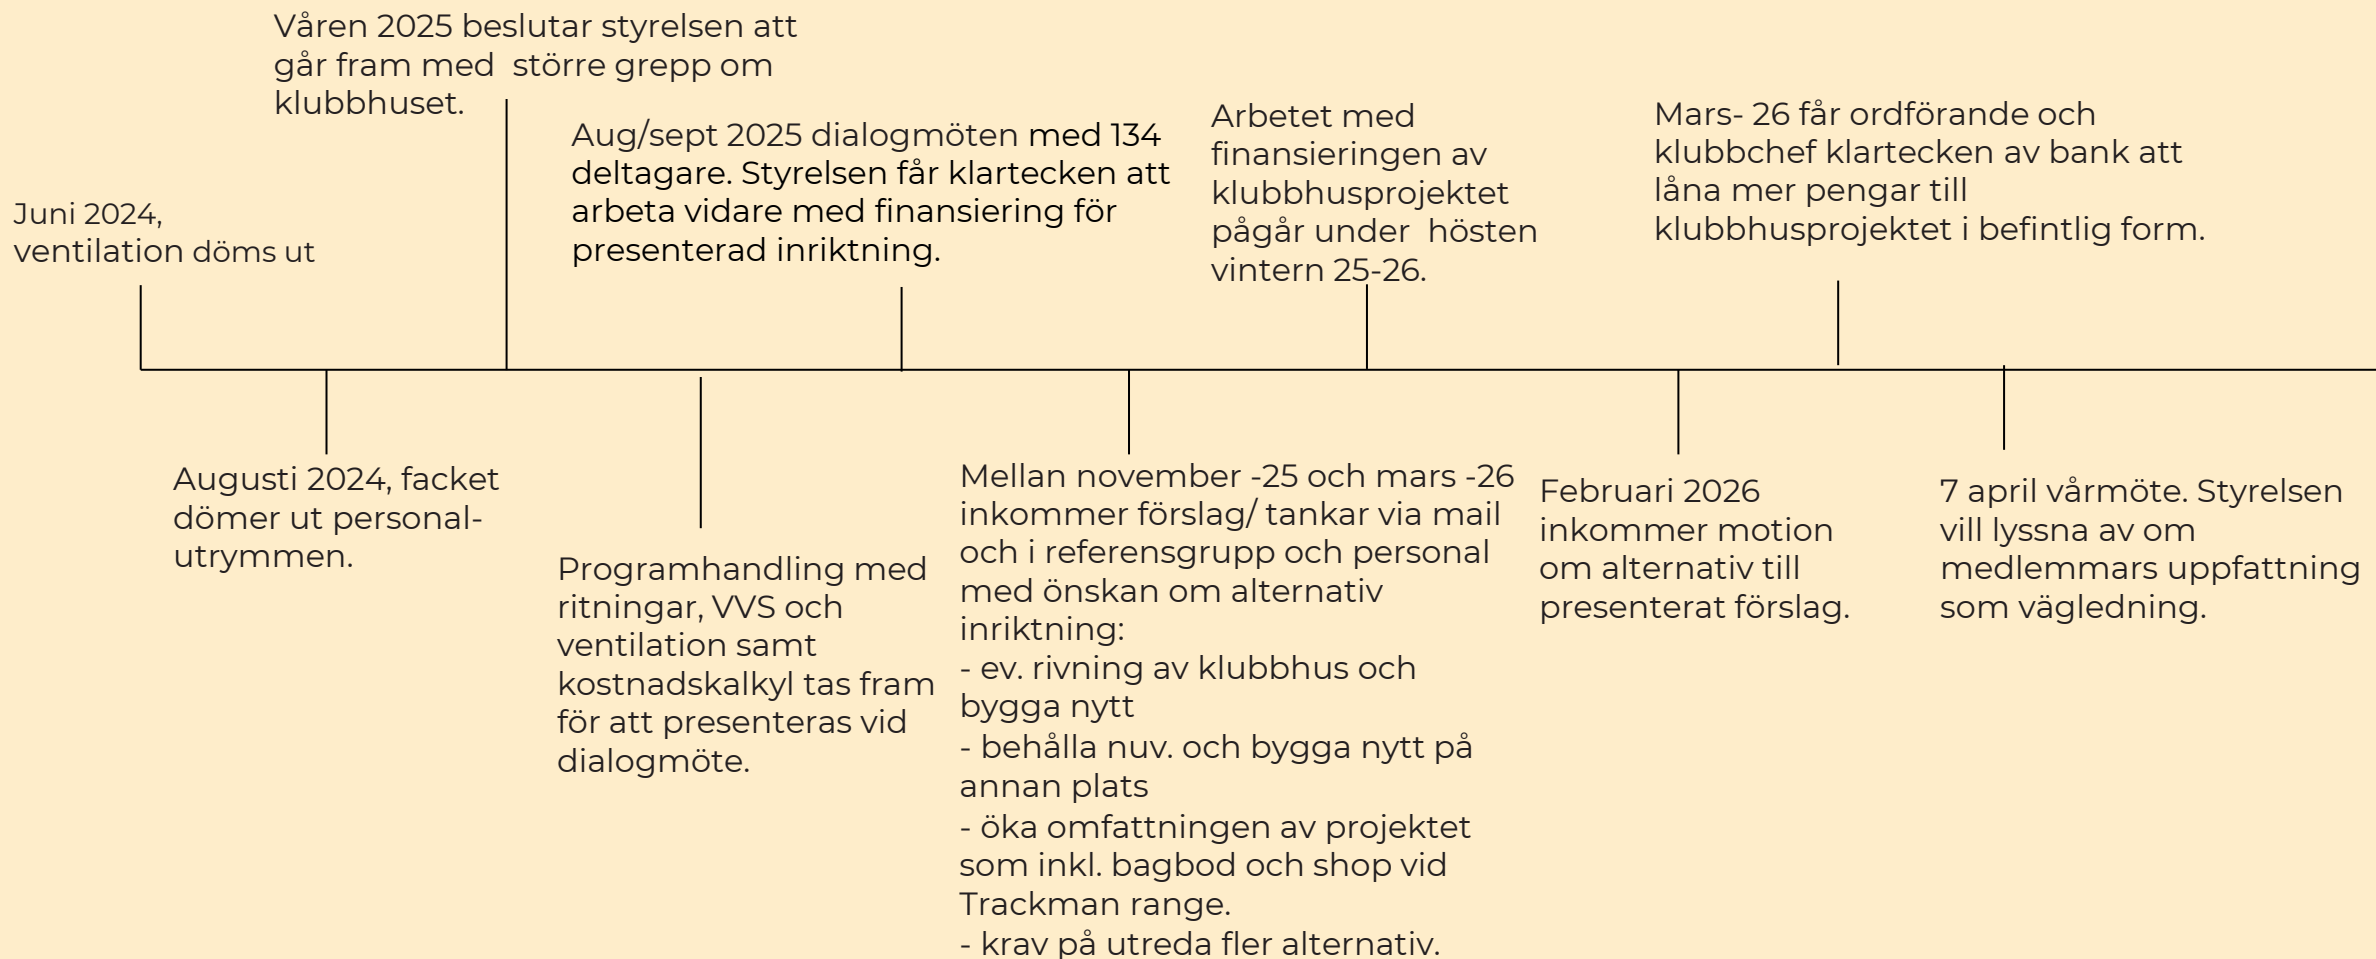 Våren 2025 beslutar styrelsen att
går fram med  större grepp om
klubbhuset.
Juni 2024,
ventilation döms ut
Aug/sept 2025 dialogmöten med 134
deltagare. Styrelsen får klartecken att
arbeta vidare med finansiering för
presenterad inriktning.
Arbetet med
finansieringen av
klubbhusprojektet
pågår under  hösten
vintern 25-26.
Mars- 26 får ordförande och
klubbchef klartecken av bank att
låna mer pengar till
klubbhusprojektet i befintlig form.
Augusti 2024, facket
dömer ut personal-
utrymmen.
Programhandling med
ritningar, VVS och
ventilation samt
kostnadskalkyl tas fram
för att presenteras vid
dialogmöte.
Mellan november -25 och mars -26
inkommer förslag/ tankar via mail
och i referensgrupp och personal
med önskan om alternativ
inriktning:
- ev. rivning av klubbhus och
bygga nytt
- behålla nuv. och bygga nytt på
annan plats
- öka omfattningen av projektet
som inkl. bagbod och shop vid
Trackman range.
- krav på utreda fler alternativ.
Februari 2026
inkommer motion
om alternativ till
presenterat förslag.
7 april vårmöte. Styrelsen
vill lyssna av om
medlemmars uppfattning
som vägledning.